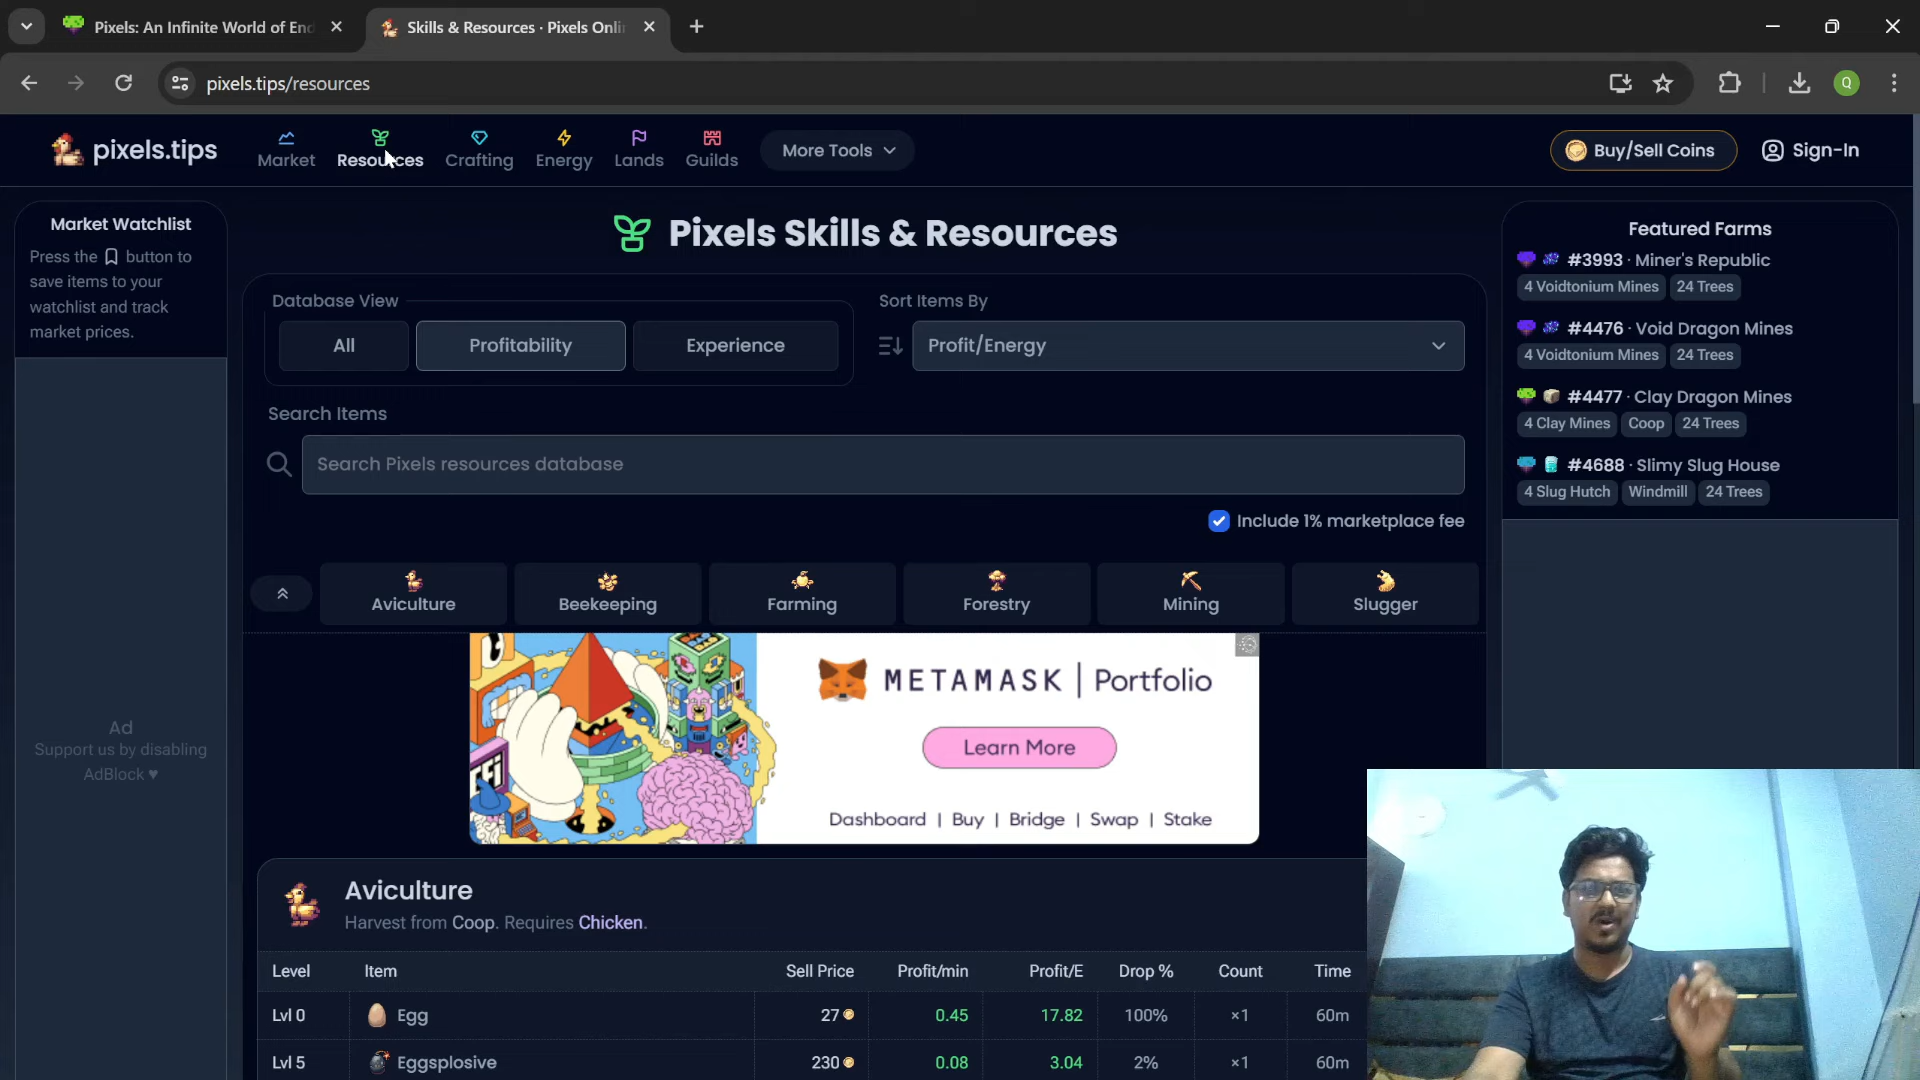 Pixels: An Infinite World of End
Skills & Resources · Pixels Onli
pixels.tips/resources
Q
pixels.tips
Market
Resources
Crafting
Energy
Lands
Guilds
More Tools
Buy/Sell Coins
Sign-In
Market Watchlist
Press the button to
save items to your
watchlist and track
market prices.
Ad
Support us by disabling
AdBlock ♥
Pixels Skills & Resources
Database View
All
Profitability
Experience
Sort Items By
Profit/Energy
Search Items
Search Pixels resources database
Include 1% marketplace fee
Aviculture
Beekeeping
Farming
Forestry
Mining
Slugger
METAMASK | Portfolio
Learn More
Dashboard | Buy | Bridge | Swap | Stake
Aviculture
Harvest from Coop. Requires Chicken.
Level Item Sell Price Profit/min Profit/E Drop % Count Time
Lvl 0 Egg 27 0.45 17.82 100% ×1 60m
Lvl 5 Eggsplosive 230 0.08 3.04 2% ×1 60m
Featured Farms
#3993 · Miner's Republic
4 Voidtonium Mines 24 Trees
#4476 · Void Dragon Mines
4 Voidtonium Mines 24 Trees
#4477 · Clay Dragon Mines
4 Clay Mines Coop 24 Trees
#4688 · Slimy Slug House
4 Slug Hutch Windmill 24 Trees